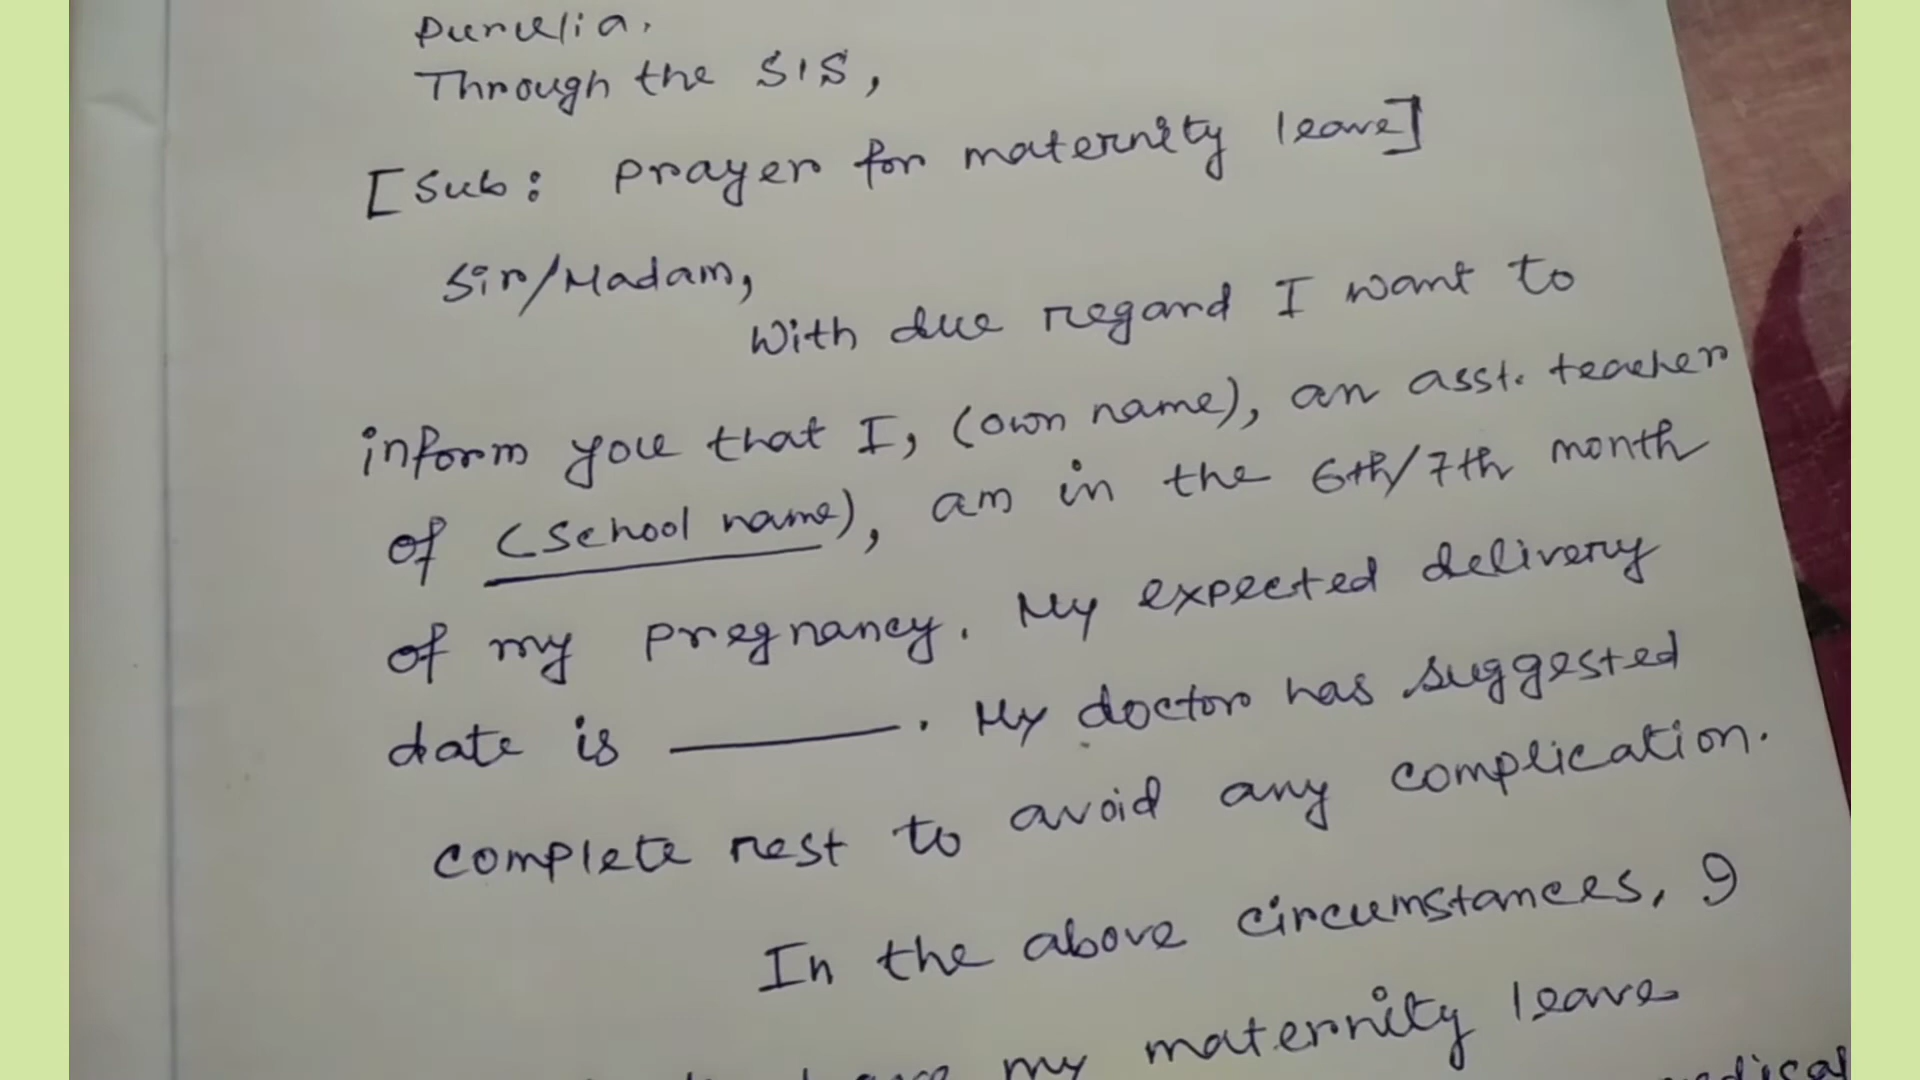 Purulia.
Through the SIS,
[Sub: Prayer for maternity leave]
Sir/Madam,
With due regard I want to
inform you that I, (own name), an asst. teacher
of (School name), am in the 6th/7th month
of my pregnancy. My expected delivery
date is ______. My doctor has suggested
complete rest to avoid any complication.
In the above circumstances, I
my maternity leave